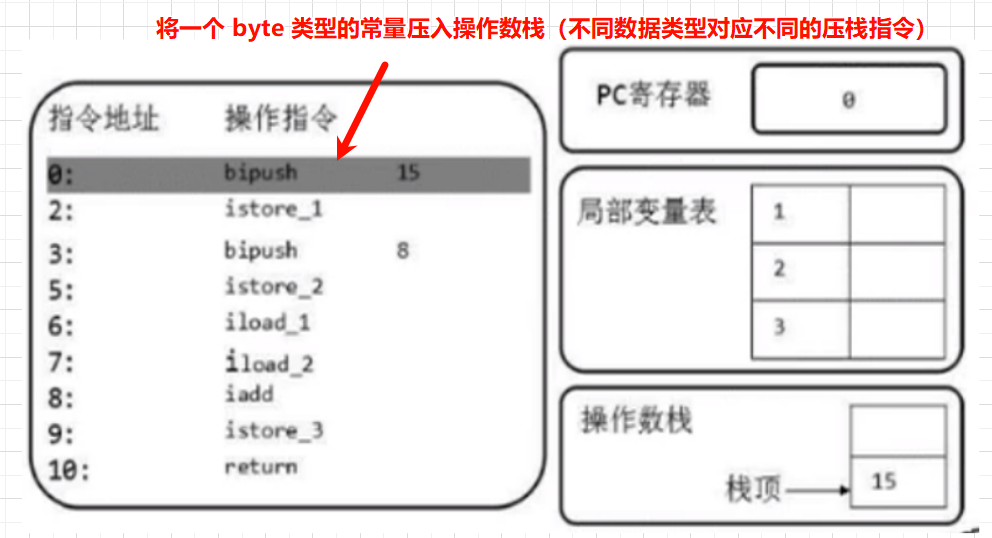 将一个 byte 类型的常量压入操作数栈（不同数据类型对应不同的压栈指令）
指令地址 操作指令
0: bipush 15
2: istore_1
3: bipush 8
5: istore_2
6: iload_1
7: iload_2
8: iadd
9: istore_3
10: return
PC寄存器 0
局部变量表 1
2
3
操作数栈
栈顶 15